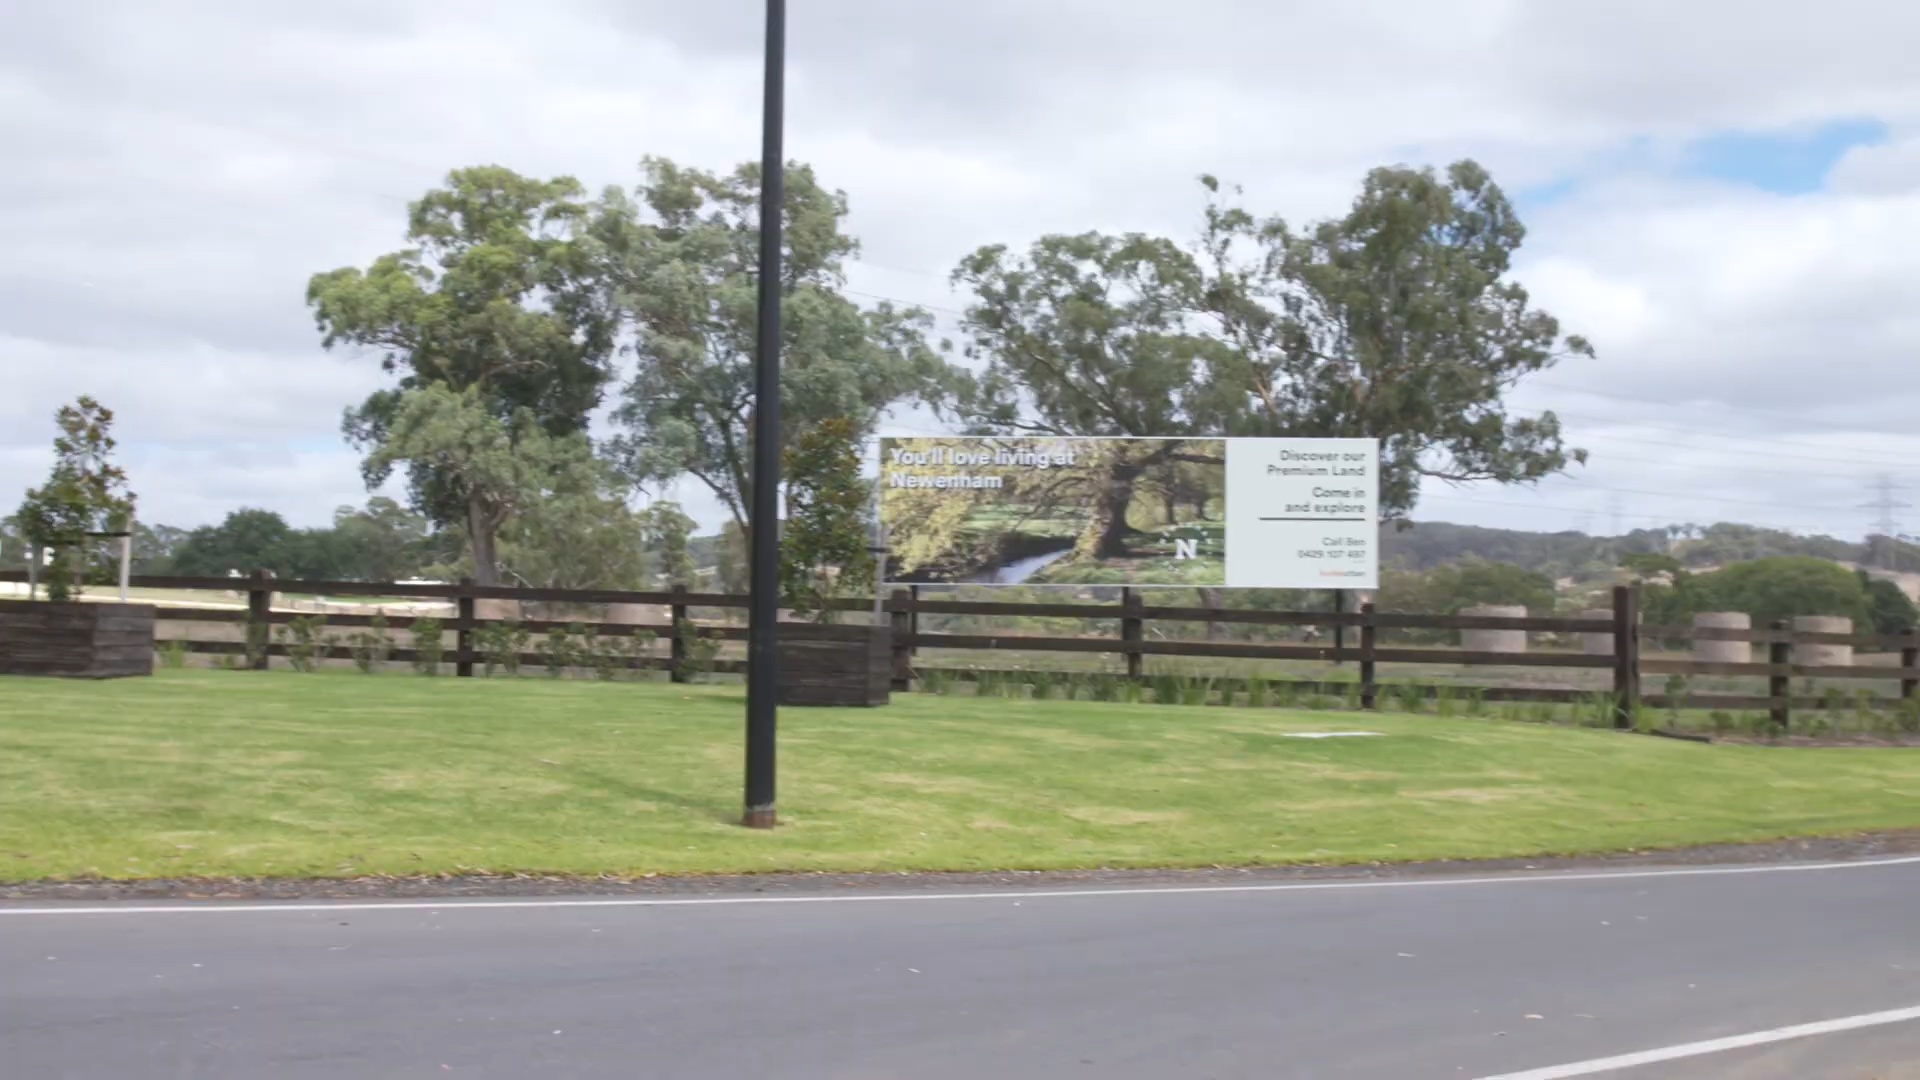 You'll love living at
Newenham
N
Discover our
Premium Land
Come in
and explore
Call Ben
0429 107 497